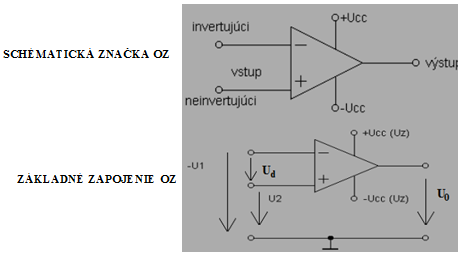 +Ucc
invertujúci
−
SCHÉMATICKÁ ZNAČKA OZ
vstup
výstup
+
neinvertujúci
-Ucc
+Ucc (Uz)
−
-U1
Ud
ZÁKLADNÉ ZAPOJENIE OZ
+
U2
-Ucc (Uz)
U0